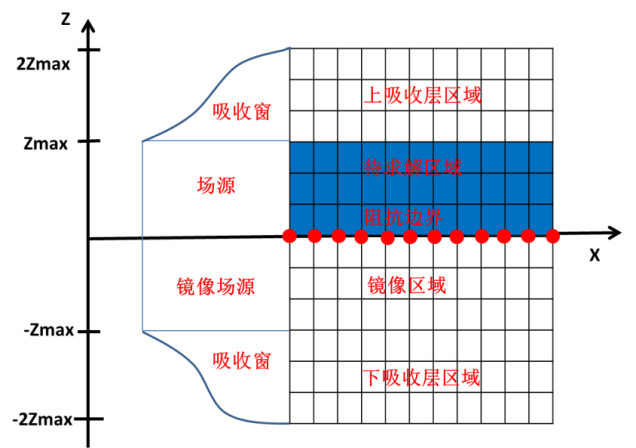 Z
2Zmax
上吸收层区域
吸收窗
Zmax
待求解区域
场源
阻抗边界
X
镜像场源
镜像区域
-Zmax
吸收窗
下吸收层区域
-2Zmax